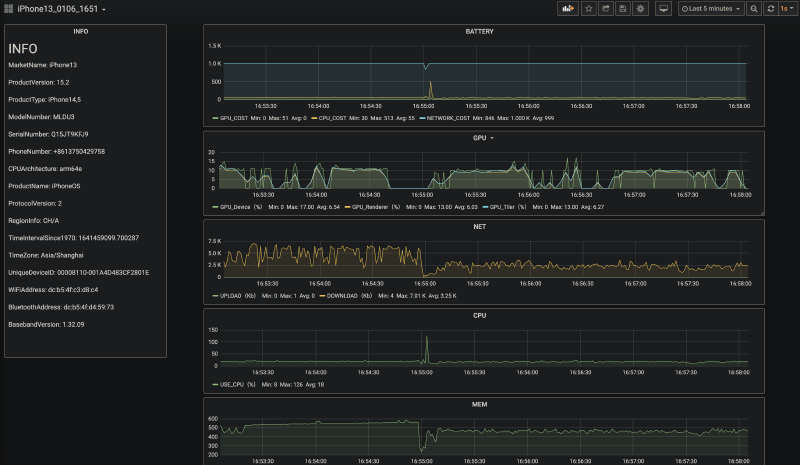 iPhone13_0106_1651
Last 5 minutes
1s
INFO
INFO
MarketName: iPhone13
ProductVersion: 15.2
ProductType: iPhone14,5
ModelNumber: MLDU3
SerialNumber: Q15JT9KFJ9
PhoneNumber: +8613750429758
CPUArchitecture: arm64e
ProductName: iPhoneOS
ProtocolVersion: 2
RegionInfo: CH/A
TimeIntervalSince1970: 1641459099.700287
TimeZone: Asia/Shanghai
UniqueDeviceID: 00008110-001A4D483CF2801E
WiFiAddress: dc:b5:4f:c3:d8:c4
BluetoothAddress: dc:b5:4f:d4:59:73
BasebandVersion: 1.32.09
BATTERY
1.5 K
1.0 K
500
0
16:53:30 16:54:00 16:54:30 16:55:00 16:55:30 16:56:00 16:56:30 16:57:00 16:57:30 16:58:00
GPU_COST Min: 0 Max: 51 Avg: 0 CPU_COST Min: 30 Max: 513 Avg: 55 NETWORK_COST Min: 846 Max: 1.000 K Avg: 999
GPU
20
15
10
5
0
16:53:30 16:54:00 16:54:30 16:55:00 16:55:30 16:56:00 16:56:30 16:57:00 16:57:30 16:58:00
GPU_Device (%) Min: 0 Max: 17.00 Avg: 6.54 GPU_Renderer (%) Min: 0 Max: 13.00 Avg: 6.03 GPU_Tiler (%) Min: 0 Max: 13.00 Avg: 6.27
NET
7.5 K
5.0 K
2.5 K
0
16:53:30 16:54:00 16:54:30 16:55:00 16:55:30 16:56:00 16:56:30 16:57:00 16:57:30 16:58:00
UPLOAD (Kb) Min: 0 Max: 1 Avg: 0 DOWNLOAD (Kb) Min: 4 Max: 7.01 K Avg: 3.25 K
CPU
150
100
50
0
16:53:30 16:54:00 16:54:30 16:55:00 16:55:30 16:56:00 16:56:30 16:57:00 16:57:30 16:58:00
USE_CPU (%) Min: 8 Max: 126 Avg: 18
MEM
600
500
400
300
200
16:53:30 16:54:00 16:54:30 16:55:00 16:55:30 16:56:00 16:56:30 16:57:00 16:57:30 16:58:00